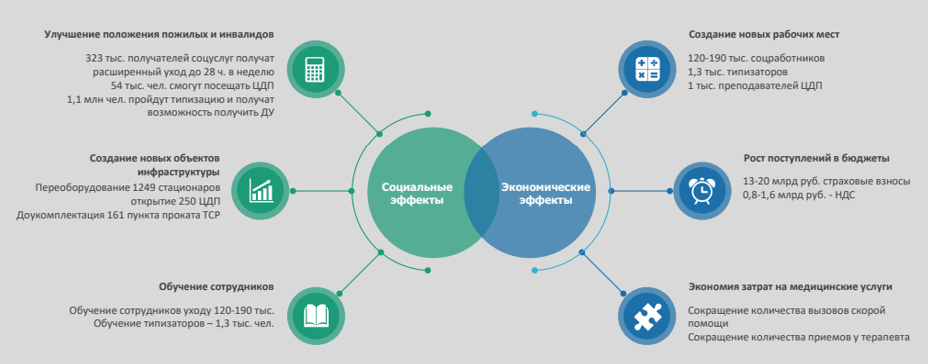 Улучшение положения пожилых и инвалидов
323 тыс. получателей соцуслуг получат
расширенный уход до 28 ч. в неделю
54 тыс. чел. смогут посещать ЦДП
1,1 млн чел. пройдут типизацию и получат
возможность получить ДУ
Создание новых объектов
инфраструктуры
Переоборудование 1249 стационаров
открытие 250 ЦДП
Доукомплектация 161 пункта проката ТСР
Обучение сотрудников
Обучение сотрудников уходу 120-190 тыс.
Обучение типизаторов – 1,3 тыс. чел.
Социальные
эффекты
Экономические
эффекты
Создание новых рабочих мест
120-190 тыс. соцработников
1,3 тыс. типизаторов
1 тыс. преподавателей ЦДП
Рост поступлений в бюджеты
13-20 млрд руб. страховые взносы
0,8-1,6 млрд руб. - НДС
Экономия затрат на медицинские услуги
Сокращение количества вызовов скорой
помощи
Сокращение количества приемов у терапевта